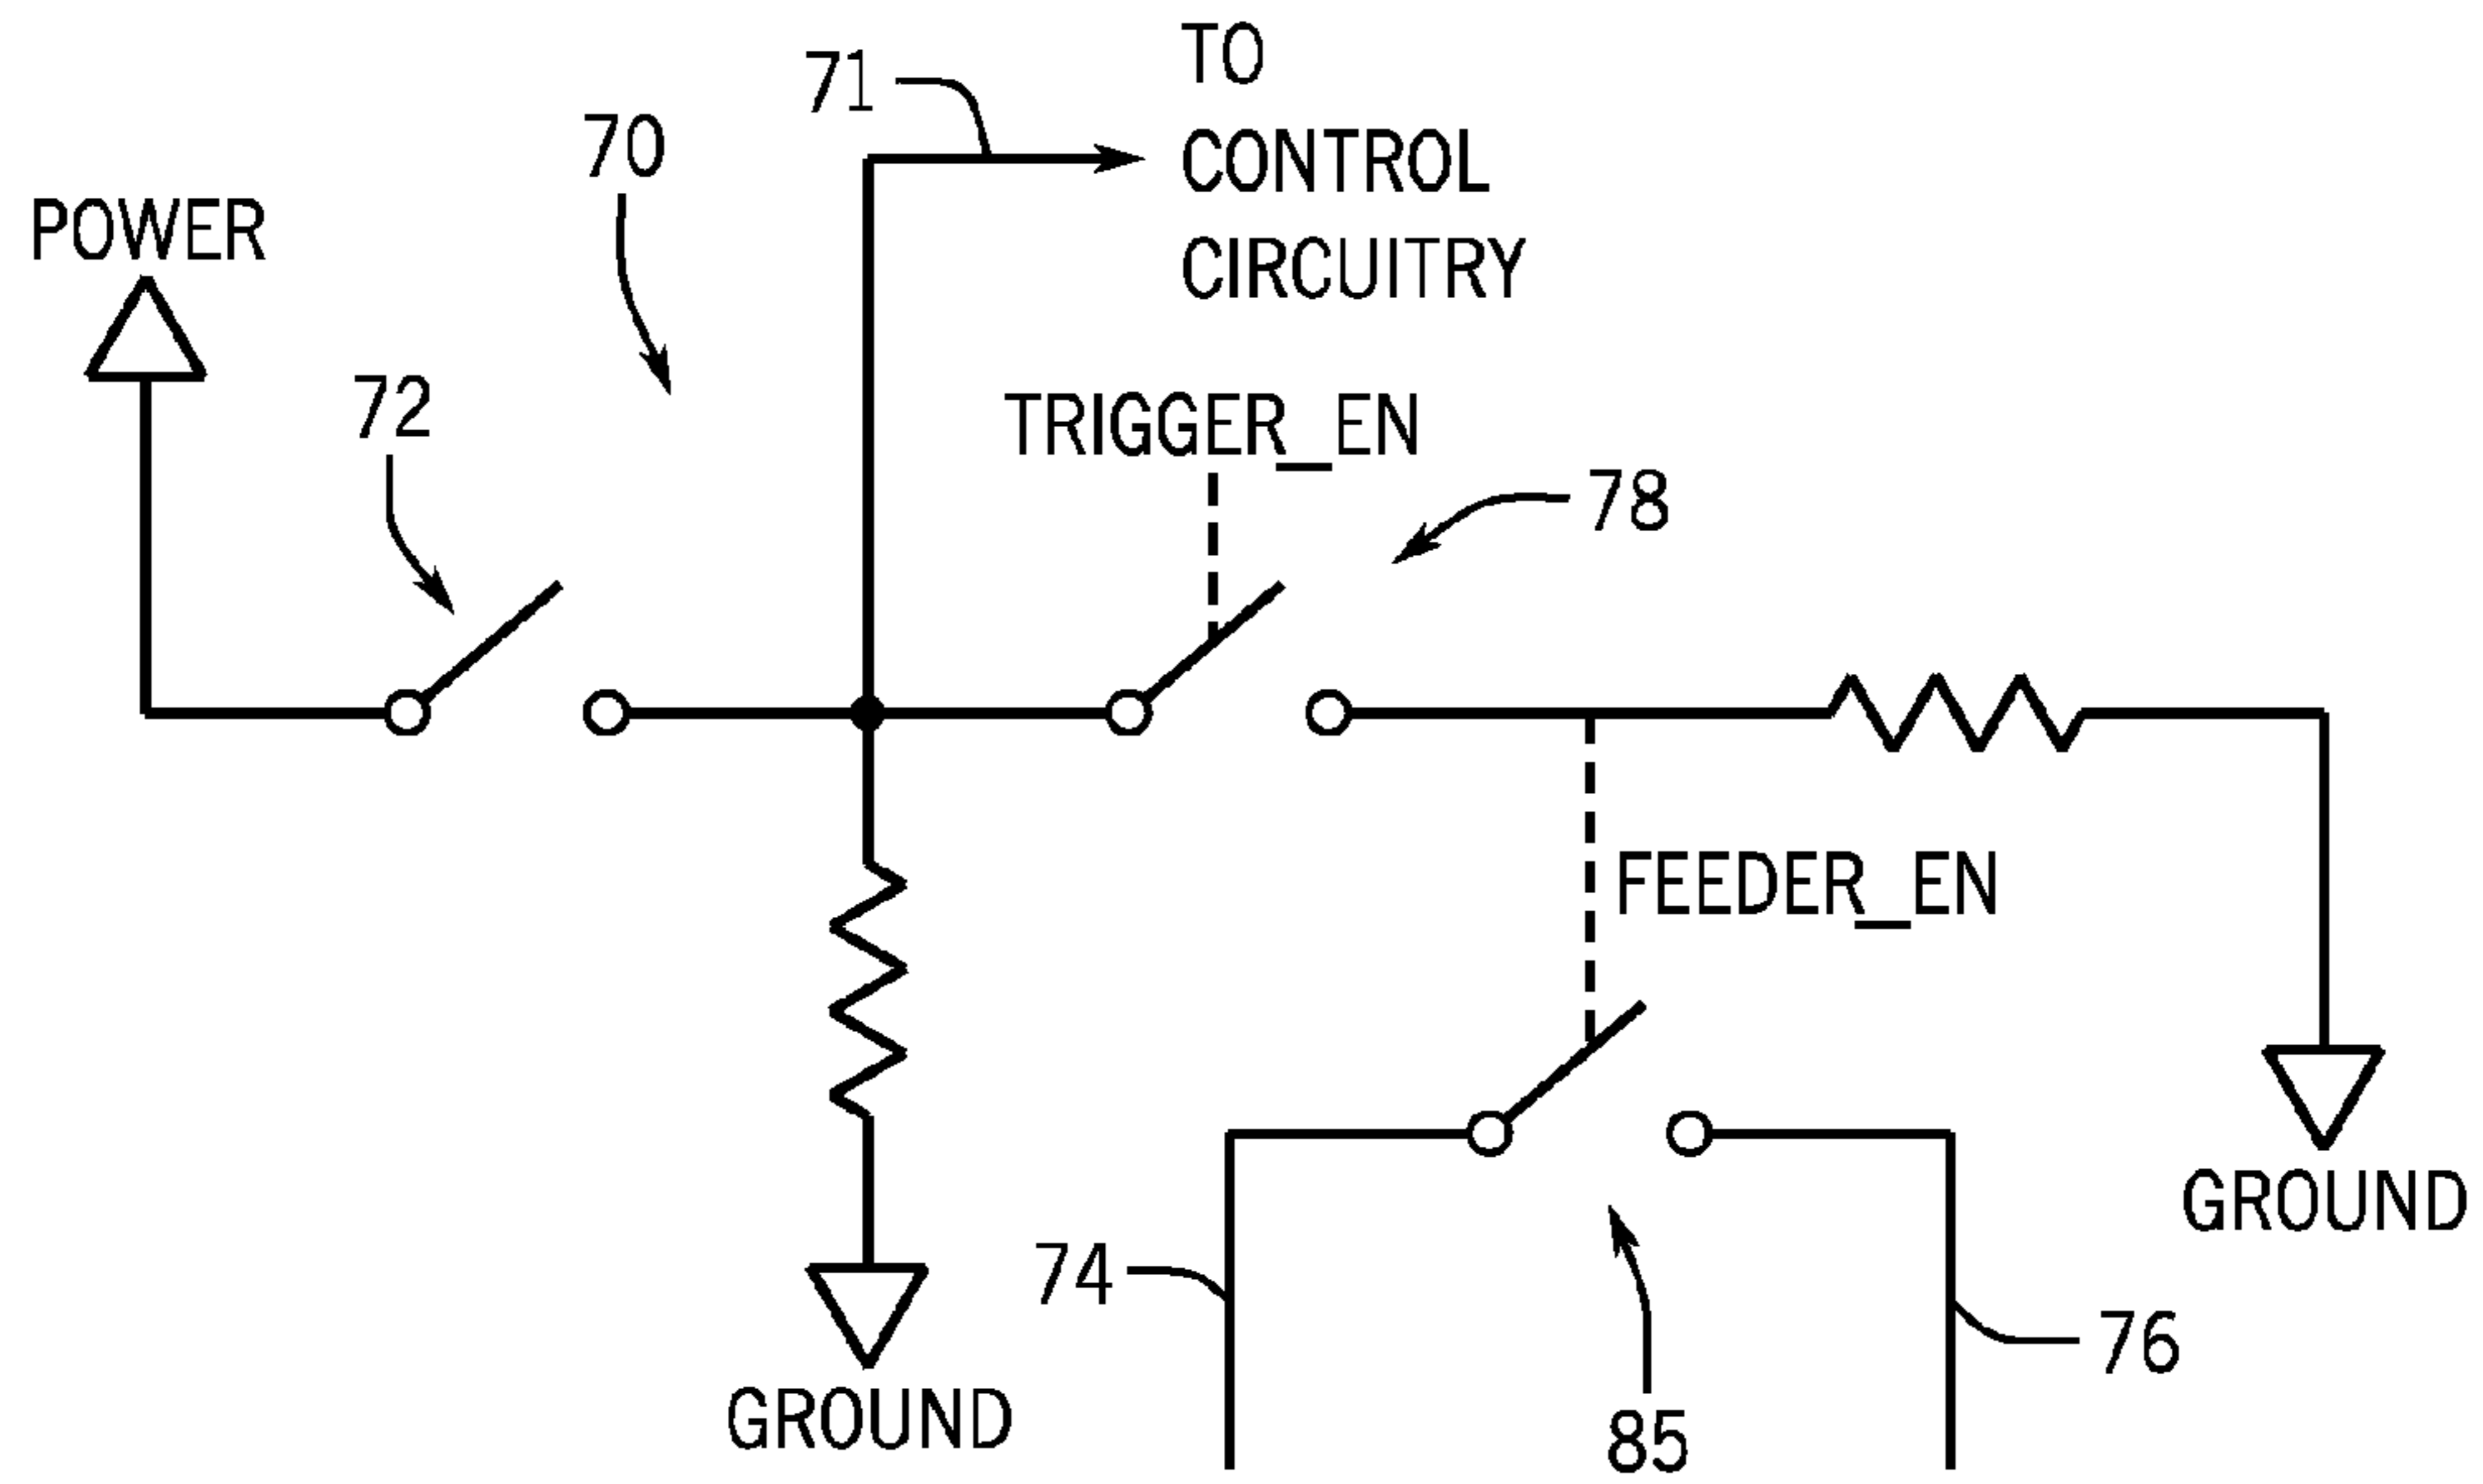 TO
CONTROL
CIRCUITRY
71
70
POWER
72
TRIGGER_EN
78
FEEDER_EN
GROUND
74
76
GROUND
85